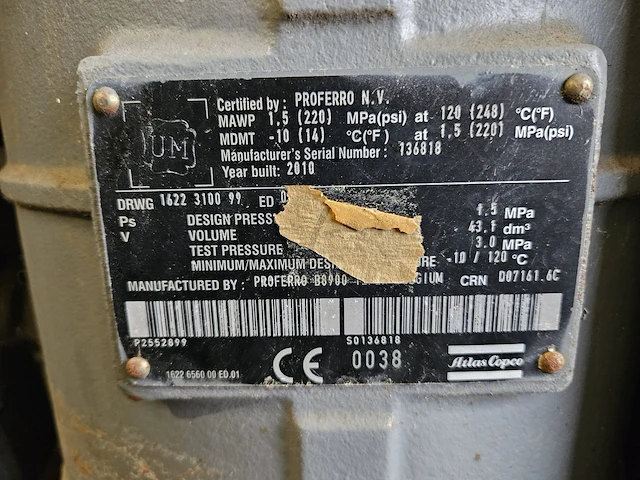 UM
Certified by: PROFERRO N.V.
MAWP 1.5 (220) MPa(psi) at 120 (248) °C(°F)
MDMT -10 (14) °C(°F) at 1,5 (220) MPa(psi)
Manufacturer's Serial Number: 136818
Year built: 2010
DRWG 1622 3100 99 ED
Ps DESIGN PRESS 1.5 MPa
V VOLUME 43.1 dm³
TEST PRESSURE 3.0 MPa
MINIMUM/MAXIMUM -10 / 120 °C
MANUFACTURED BY: PROFERRO B8900 CRN 007161.6C
P2552899 S0136818
1622 6560 00 ED.01 CE 0038 Atlas Copco